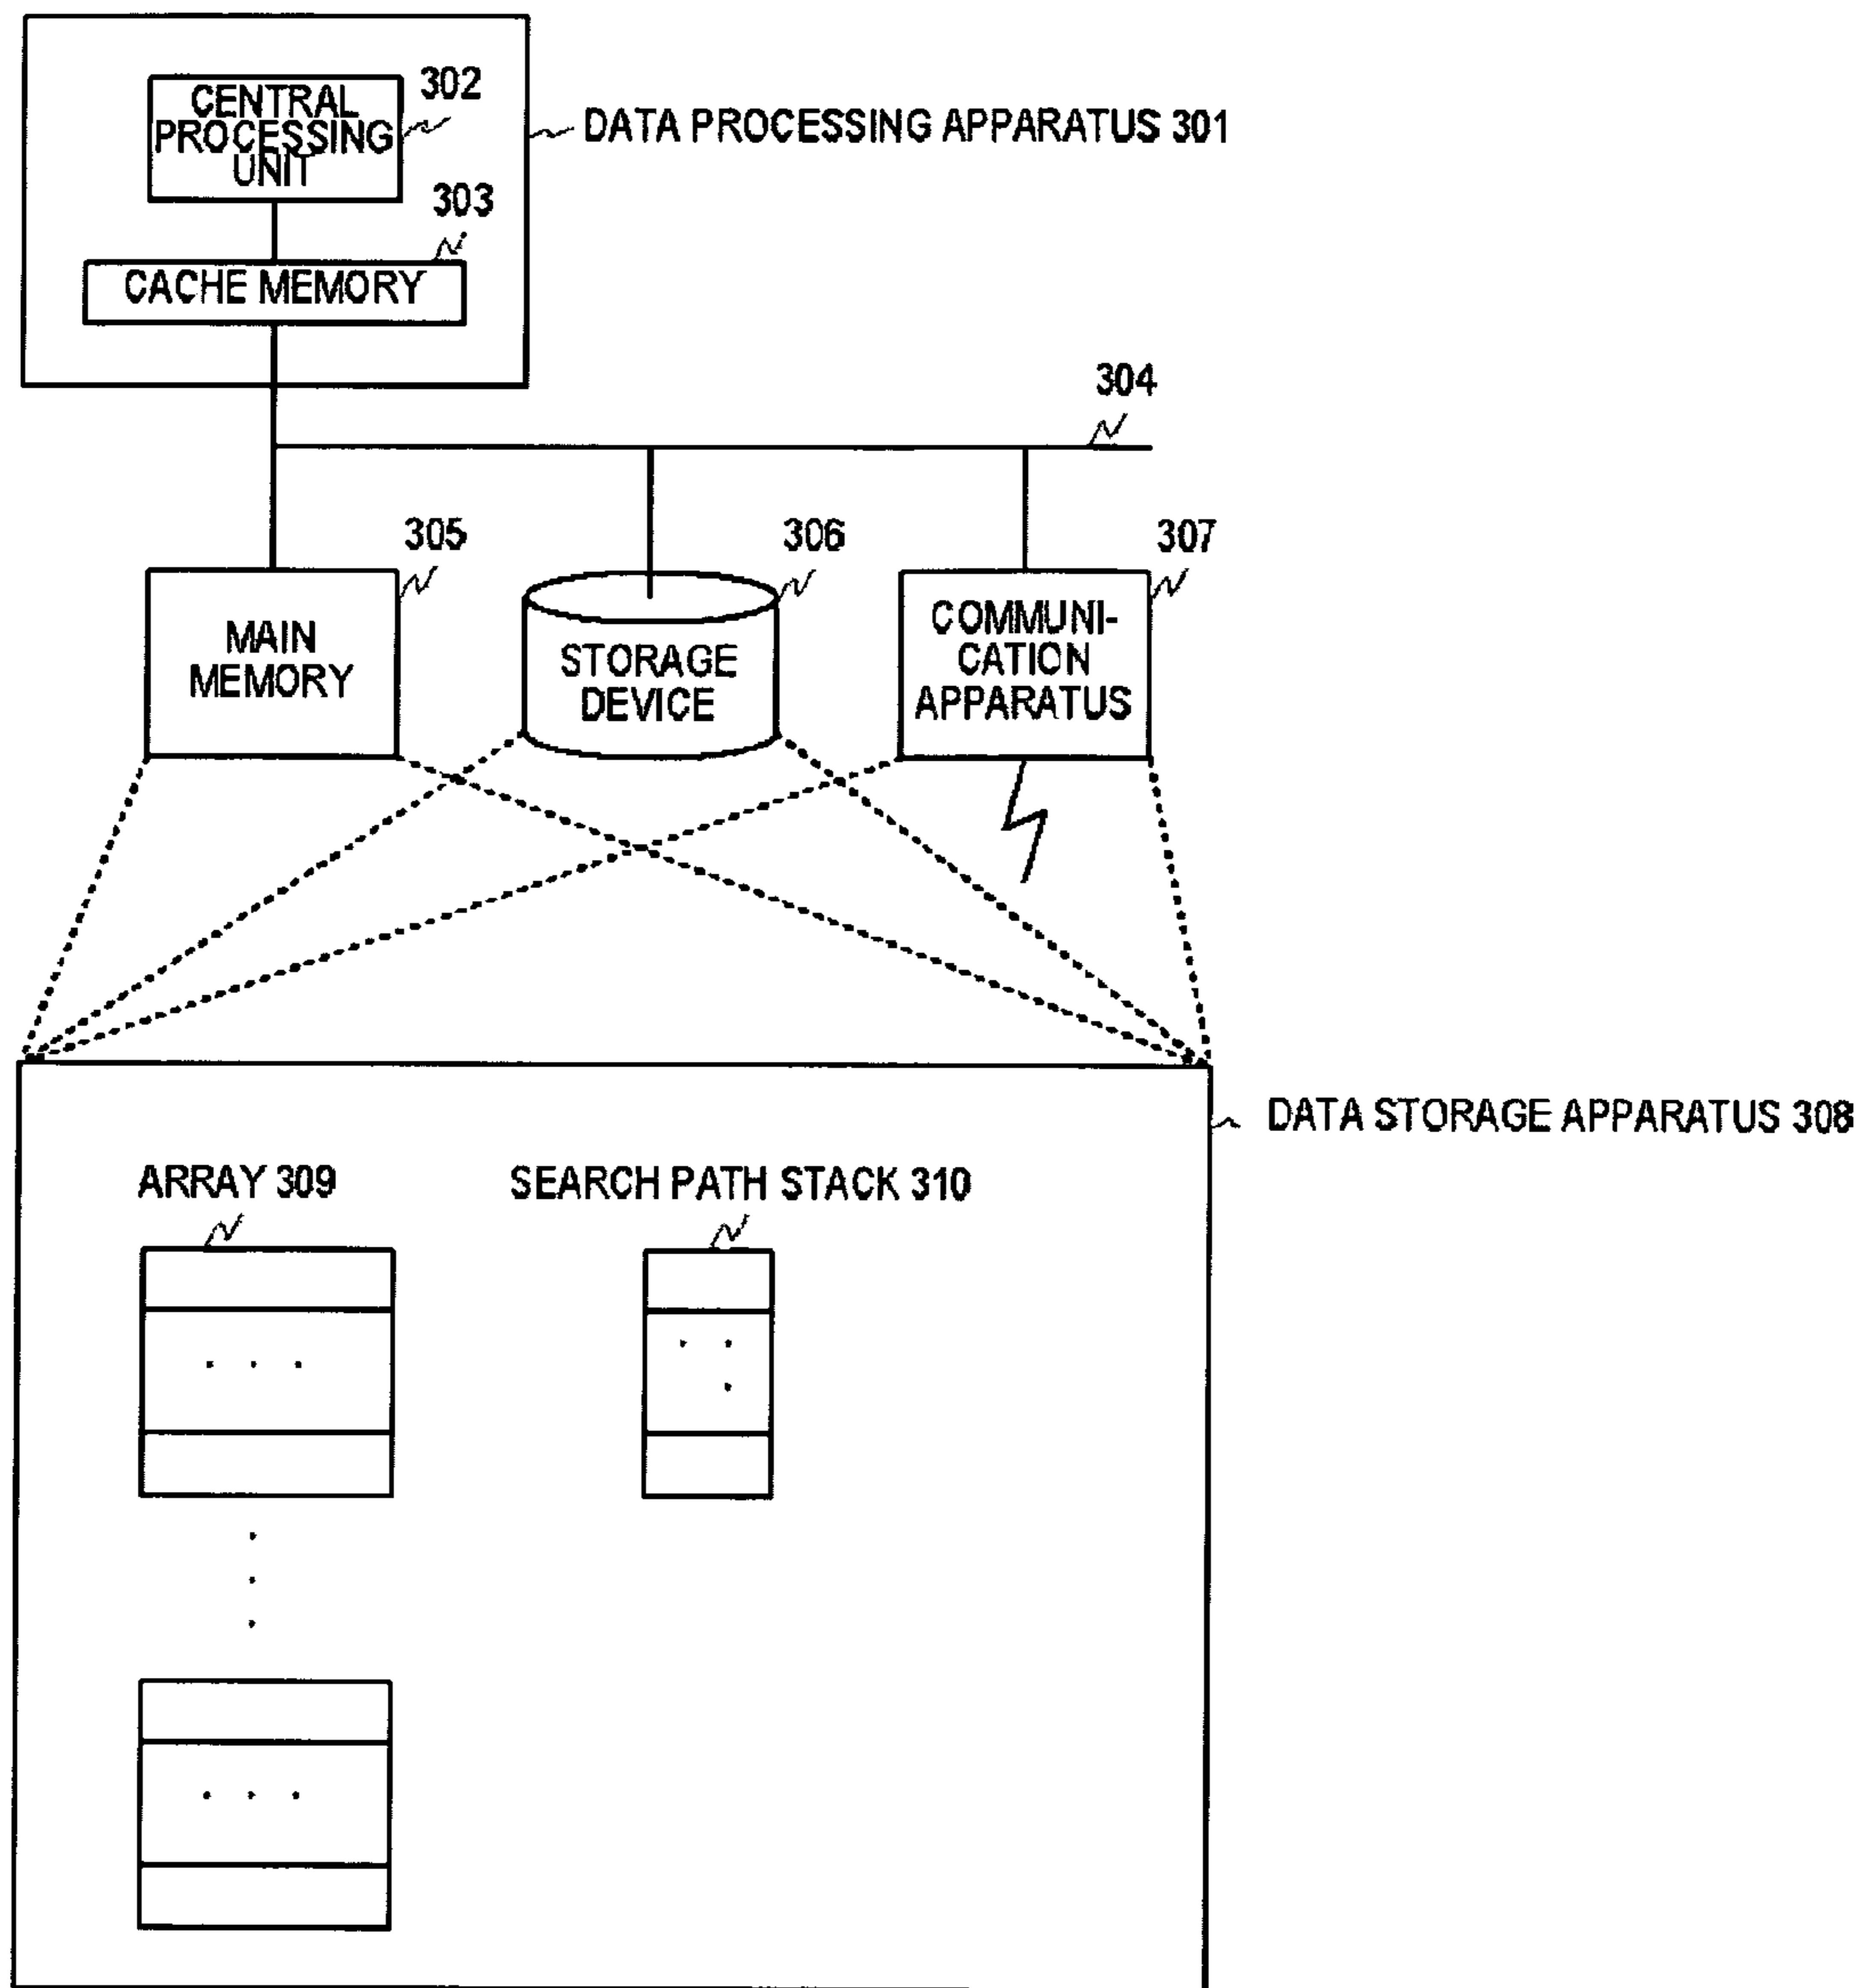 302
CENTRAL
PROCESSING
UNIT
DATA PROCESSING APPARATUS 301
303
CACHE MEMORY
304
305
306
307
MAIN
MEMORY
STORAGE
DEVICE
COMMUNI-
CATION
APPARATUS
DATA STORAGE APPARATUS 308
ARRAY 309
SEARCH PATH STACK 310